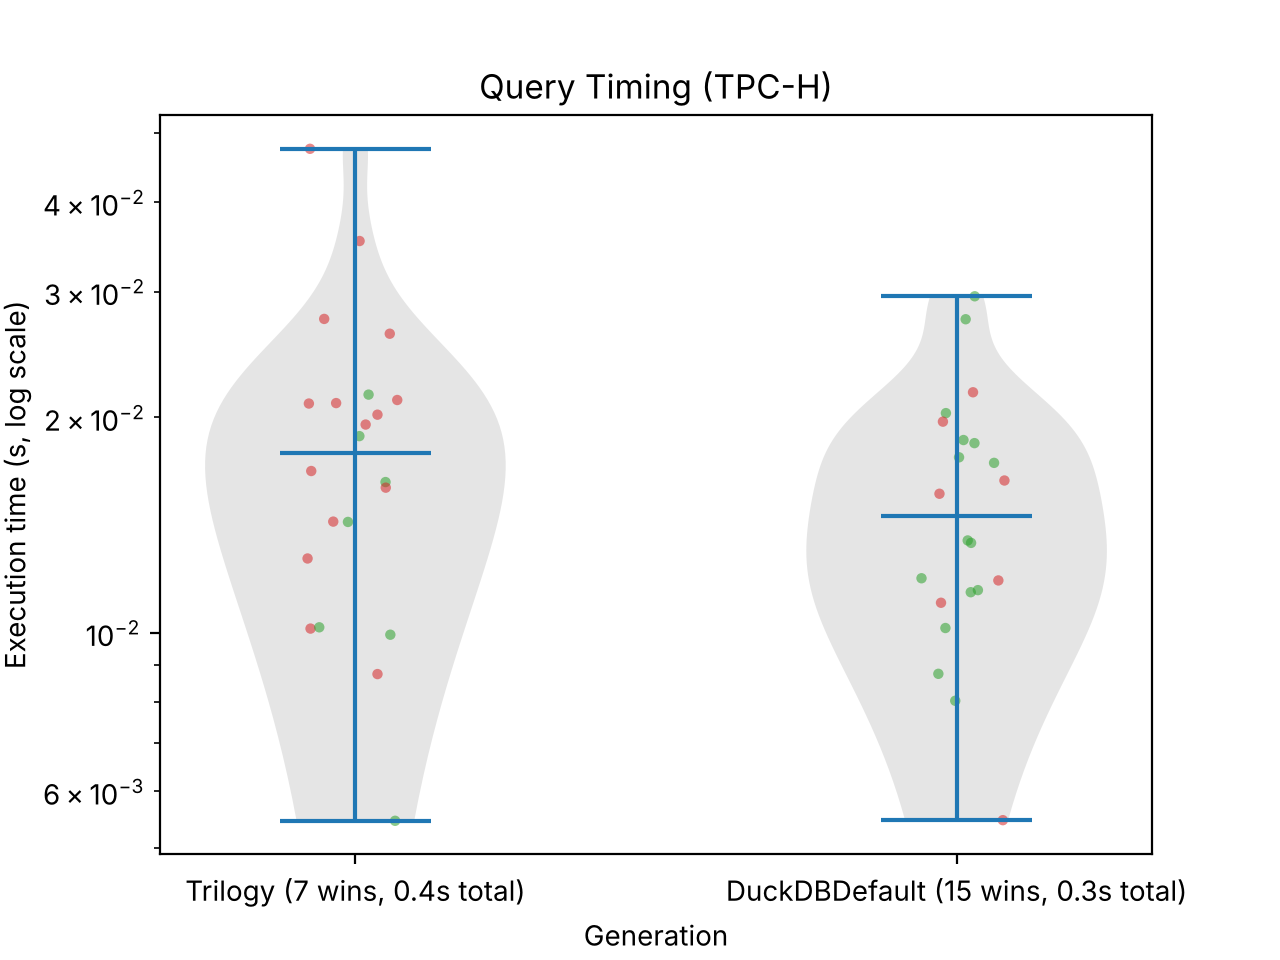 Query Timing (TPC-H)
Execution time (s, log scale)
4 × 10⁻²
3 × 10⁻²
2 × 10⁻²
10⁻²
6 × 10⁻³
Trilogy (7 wins, 0.4s total)
DuckDBDefault (15 wins, 0.3s total)
Generation